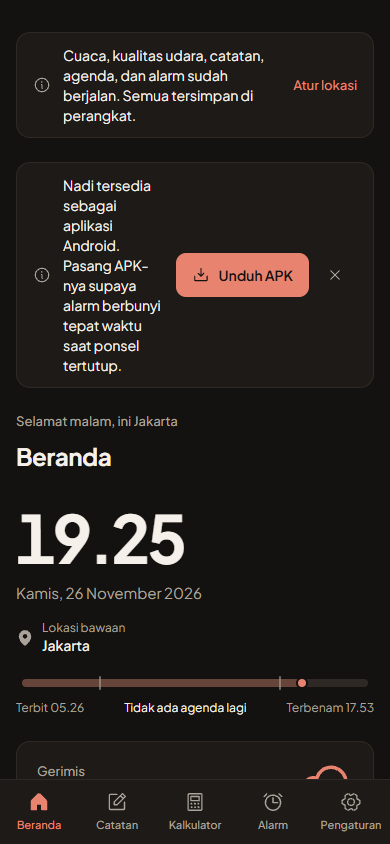 Cuaca, kualitas udara, catatan,
agenda, dan alarm sudah
berjalan. Semua tersimpan di
perangkat.
Atur lokasi
Nadi tersedia
sebagai
aplikasi
Android.
Pasang APK-
nya supaya
alarm berbunyi
tepat waktu
saat ponsel
tertutup.
Unduh APK
Selamat malam, ini Jakarta
Beranda
19.25
Kamis, 26 November 2026
Lokasi bawaan
Jakarta
Terbit 05.26
Tidak ada agenda lagi
Terbenam 17.53
Gerimis
Beranda
Catatan
Kalkulator
Alarm
Pengaturan